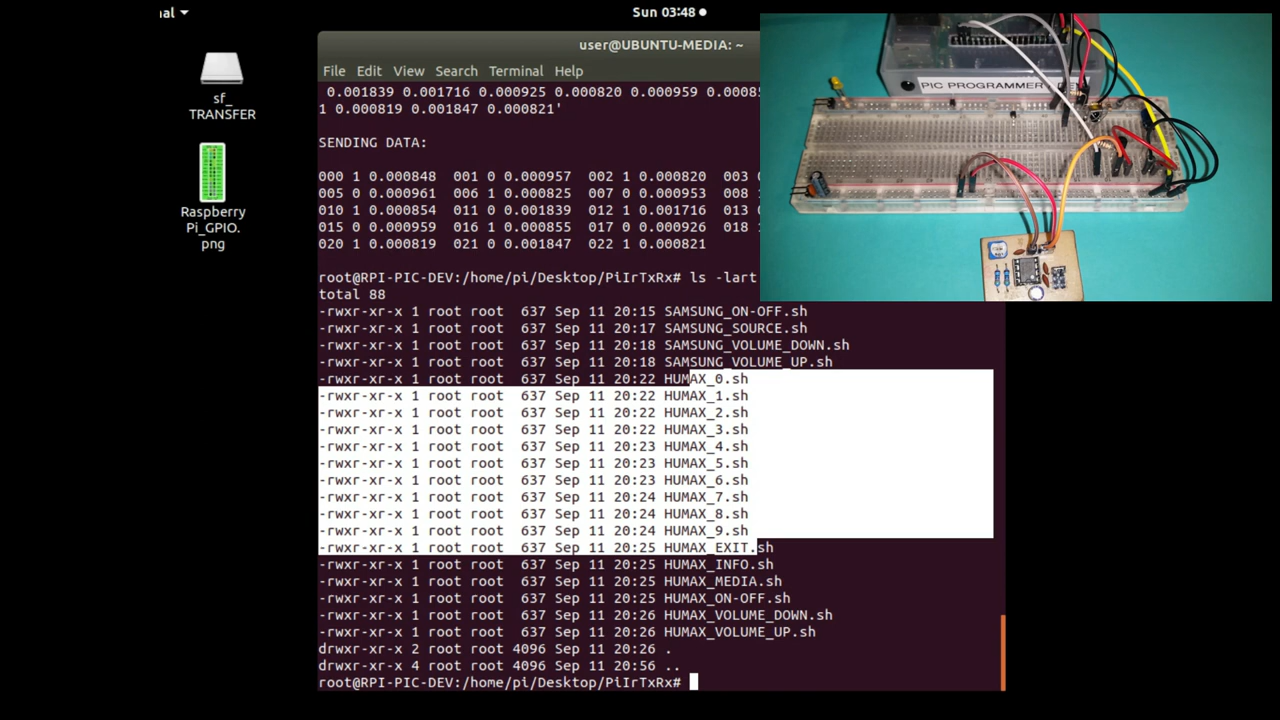 al
Sun 03:48
sf_
TRANSFER
Raspberry
Pi_GPIO.
png
user@UBUNTU-MEDIA: ~
File Edit View Search Terminal Help
0.001839 0.001716 0.000925 0.000820 0.000959 0.00085
1 0.000819 0.001847 0.000821'
SENDING DATA:
000 1 0.000848 001 0 0.000957 002 1 0.000820 003
005 0 0.000961 006 1 0.000825 007 0 0.000953 008
010 1 0.000854 011 0 0.001839 012 1 0.001716 013
015 0 0.000959 016 1 0.000855 017 0 0.000926 018
020 1 0.000819 021 0 0.001847 022 1 0.000821
root@RPI-PIC-DEV:/home/pi/Desktop/PiIrTxRx# ls -lart
total 88
-rwxr-xr-x 1 root root 637 Sep 11 20:15 SAMSUNG_ON-OFF.sh
-rwxr-xr-x 1 root root 637 Sep 11 20:17 SAMSUNG_SOURCE.sh
-rwxr-xr-x 1 root root 637 Sep 11 20:18 SAMSUNG_VOLUME_DOWN.sh
-rwxr-xr-x 1 root root 637 Sep 11 20:18 SAMSUNG_VOLUME_UP.sh
-rwxr-xr-x 1 root root 637 Sep 11 20:22 HUMAX_0.sh
-rwxr-xr-x 1 root root 637 Sep 11 20:22 HUMAX_1.sh
-rwxr-xr-x 1 root root 637 Sep 11 20:22 HUMAX_2.sh
-rwxr-xr-x 1 root root 637 Sep 11 20:22 HUMAX_3.sh
-rwxr-xr-x 1 root root 637 Sep 11 20:23 HUMAX_4.sh
-rwxr-xr-x 1 root root 637 Sep 11 20:23 HUMAX_5.sh
-rwxr-xr-x 1 root root 637 Sep 11 20:23 HUMAX_6.sh
-rwxr-xr-x 1 root root 637 Sep 11 20:24 HUMAX_7.sh
-rwxr-xr-x 1 root root 637 Sep 11 20:24 HUMAX_8.sh
-rwxr-xr-x 1 root root 637 Sep 11 20:24 HUMAX_9.sh
-rwxr-xr-x 1 root root 637 Sep 11 20:25 HUMAX_EXIT.sh
-rwxr-xr-x 1 root root 637 Sep 11 20:25 HUMAX_INFO.sh
-rwxr-xr-x 1 root root 637 Sep 11 20:25 HUMAX_MEDIA.sh
-rwxr-xr-x 1 root root 637 Sep 11 20:25 HUMAX_ON-OFF.sh
-rwxr-xr-x 1 root root 637 Sep 11 20:26 HUMAX_VOLUME_DOWN.sh
-rwxr-xr-x 1 root root 637 Sep 11 20:26 HUMAX_VOLUME_UP.sh
drwxr-xr-x 2 root root 4096 Sep 11 20:26 .
drwxr-xr-x 4 root root 4096 Sep 11 20:56 ..
root@RPI-PIC-DEV:/home/pi/Desktop/PiIrTxRx#
PIC PROGRAMMER